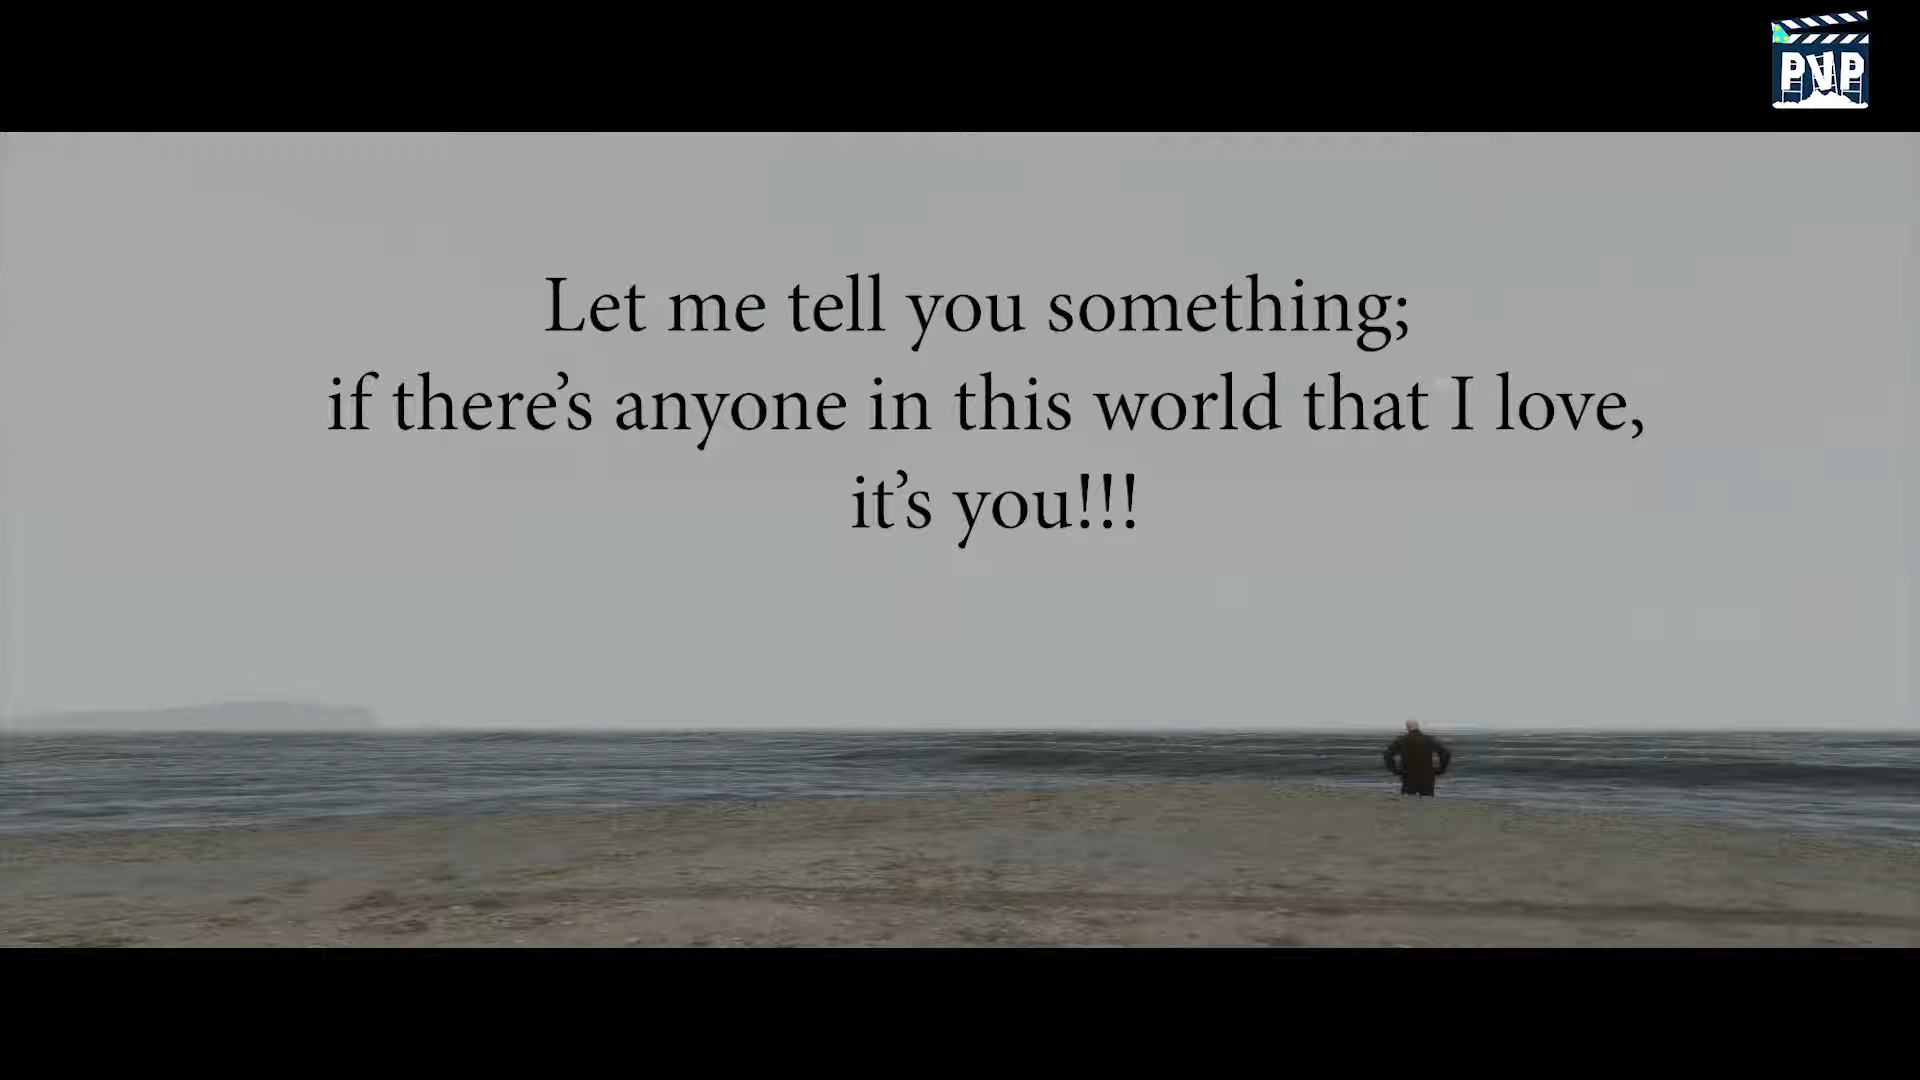 PVP
Let me tell you something;
if there’s anyone in this world that I love,
it’s you!!!